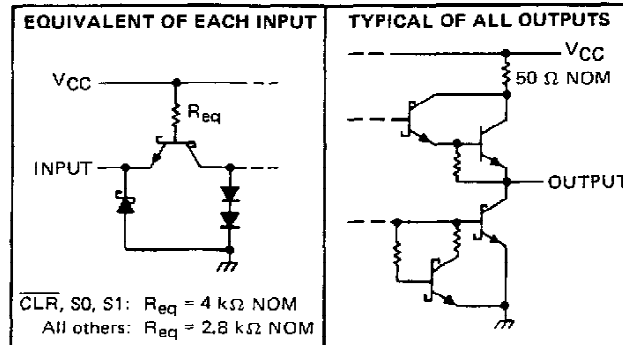 EQUIVALENT OF EACH INPUT
VCC
Req
INPUT
CLR, S0, S1: Req = 4 kΩ NOM
All others: Req = 2.8 kΩ NOM
TYPICAL OF ALL OUTPUTS
VCC
50 Ω NOM
OUTPUT